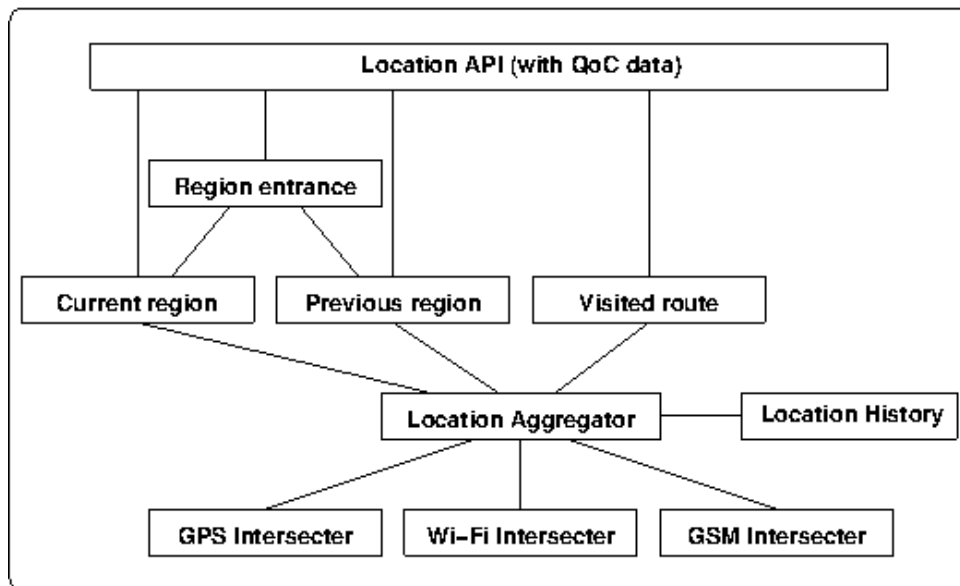 Location API (with QoC data)
Region entrance
Current region
Previous region
Visited route
Location Aggregator
Location History
GPS Intersecter
Wi-Fi Intersecter
GSM Intersecter